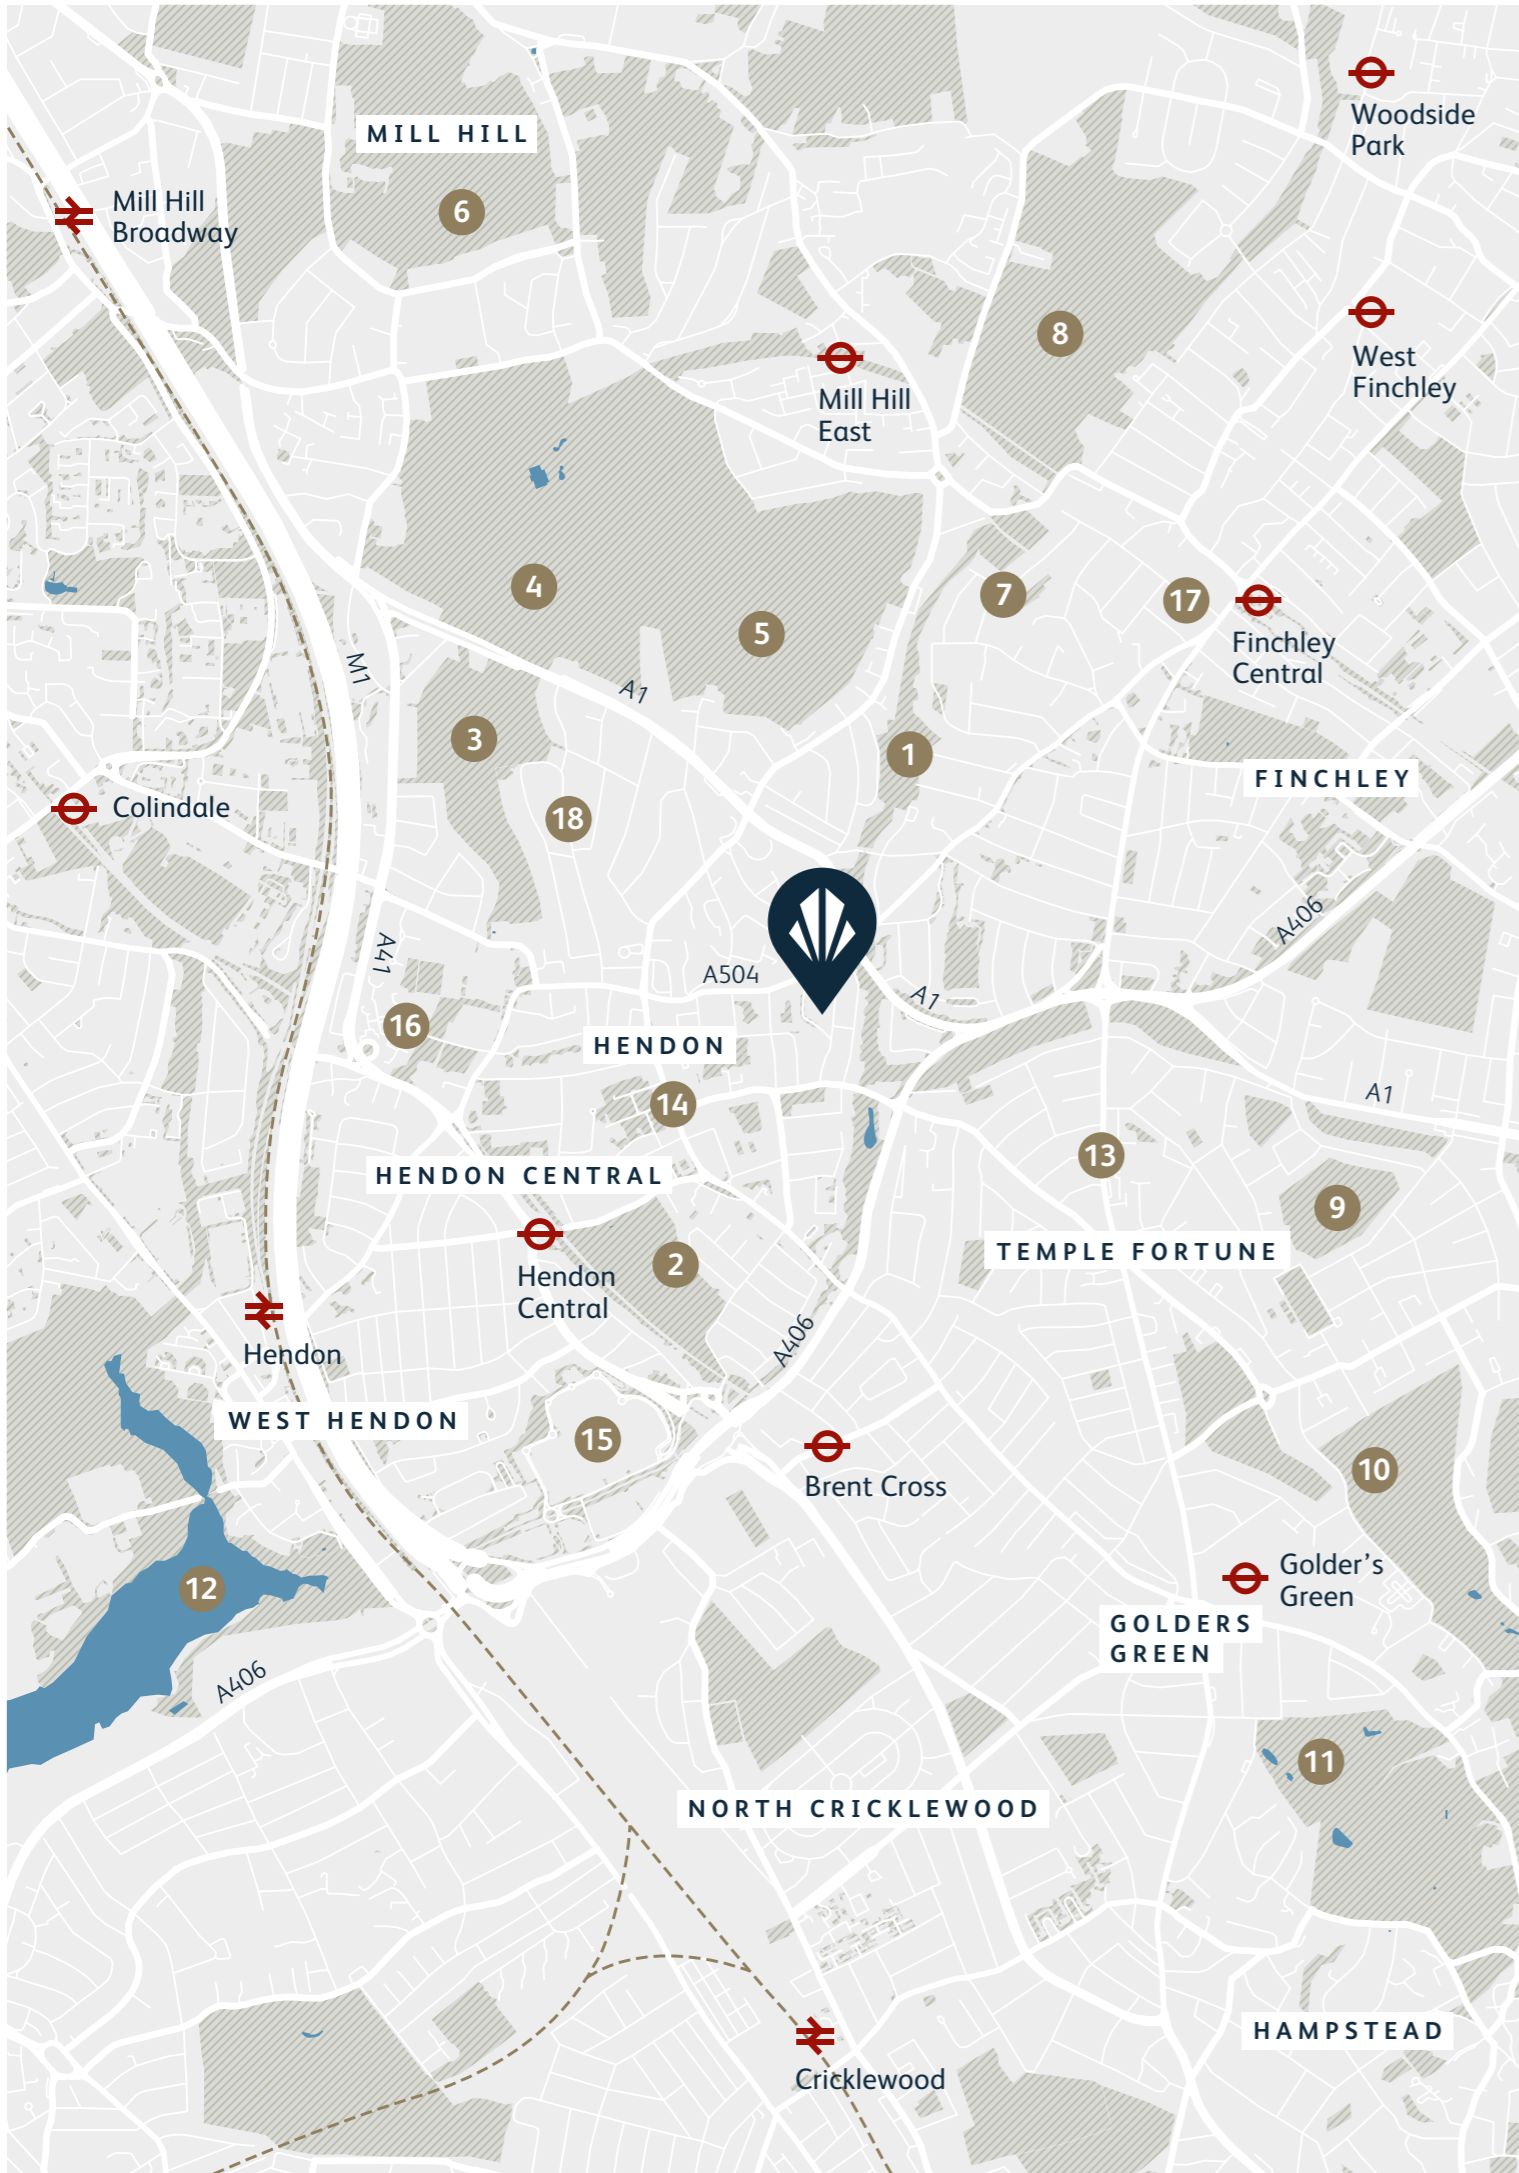 Woodside
Park
MILL HILL
Mill Hill
Broadway
6
8
West
Finchley
Mill Hill
East
4
7
17
5
Finchley
Central
M1
A1
3
1
FINCHLEY
Colindale
18
A406
A41
A504
A1
16
HENDON
14
A1
13
HENDON CENTRAL
9
TEMPLE FORTUNE
2
Hendon
Central
A406
Hendon
WEST HENDON
15
10
Brent Cross
Golder’s
Green
12
GOLDERS
GREEN
A406
11
NORTH CRICKLEWOOD
HAMPSTEAD
Cricklewood